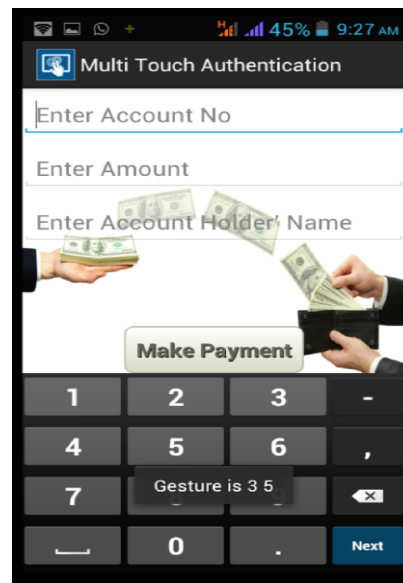 H 45% 9:27 AM
Multi Touch Authentication
Enter Account No
Enter Amount
Enter Account Holder' Name
Make Payment
1 2 3 -
4 5 6 ,
7
Gesture is 3 5
0 .
Next